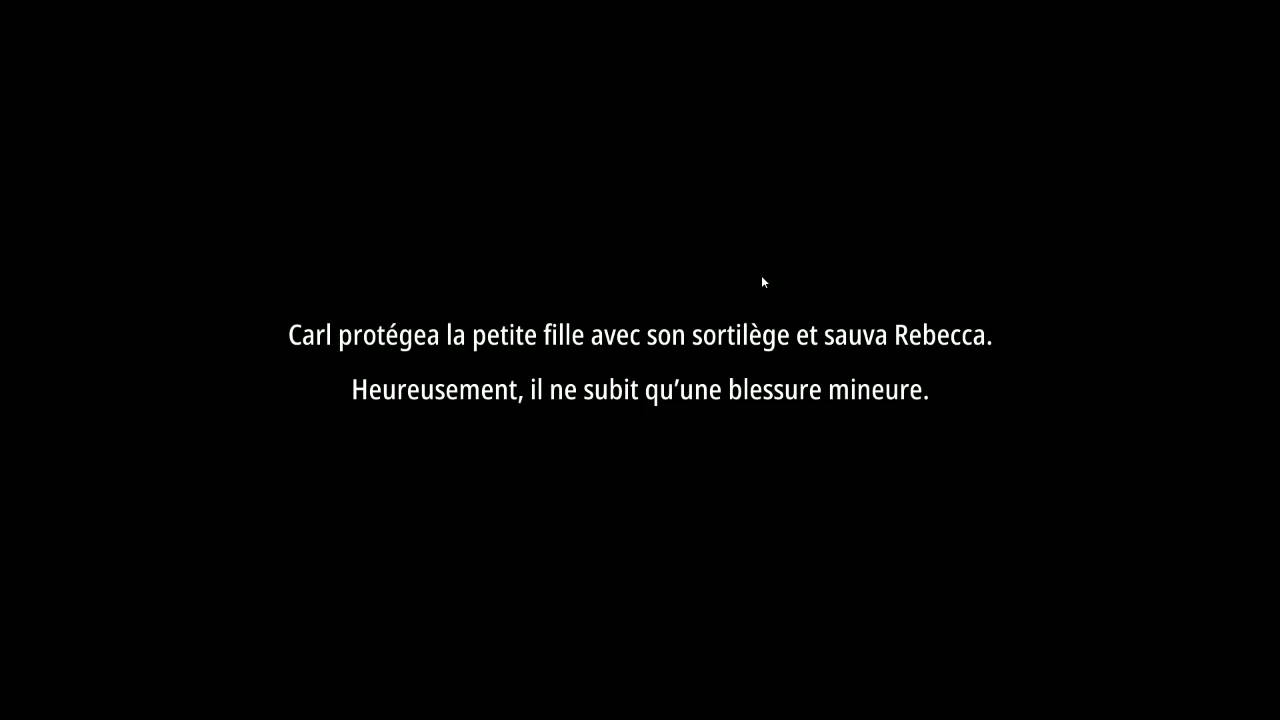 Carl protégea la petite fille avec son sortilège et sauva Rebecca.
Heureusement, il ne subit qu’une blessure mineure.